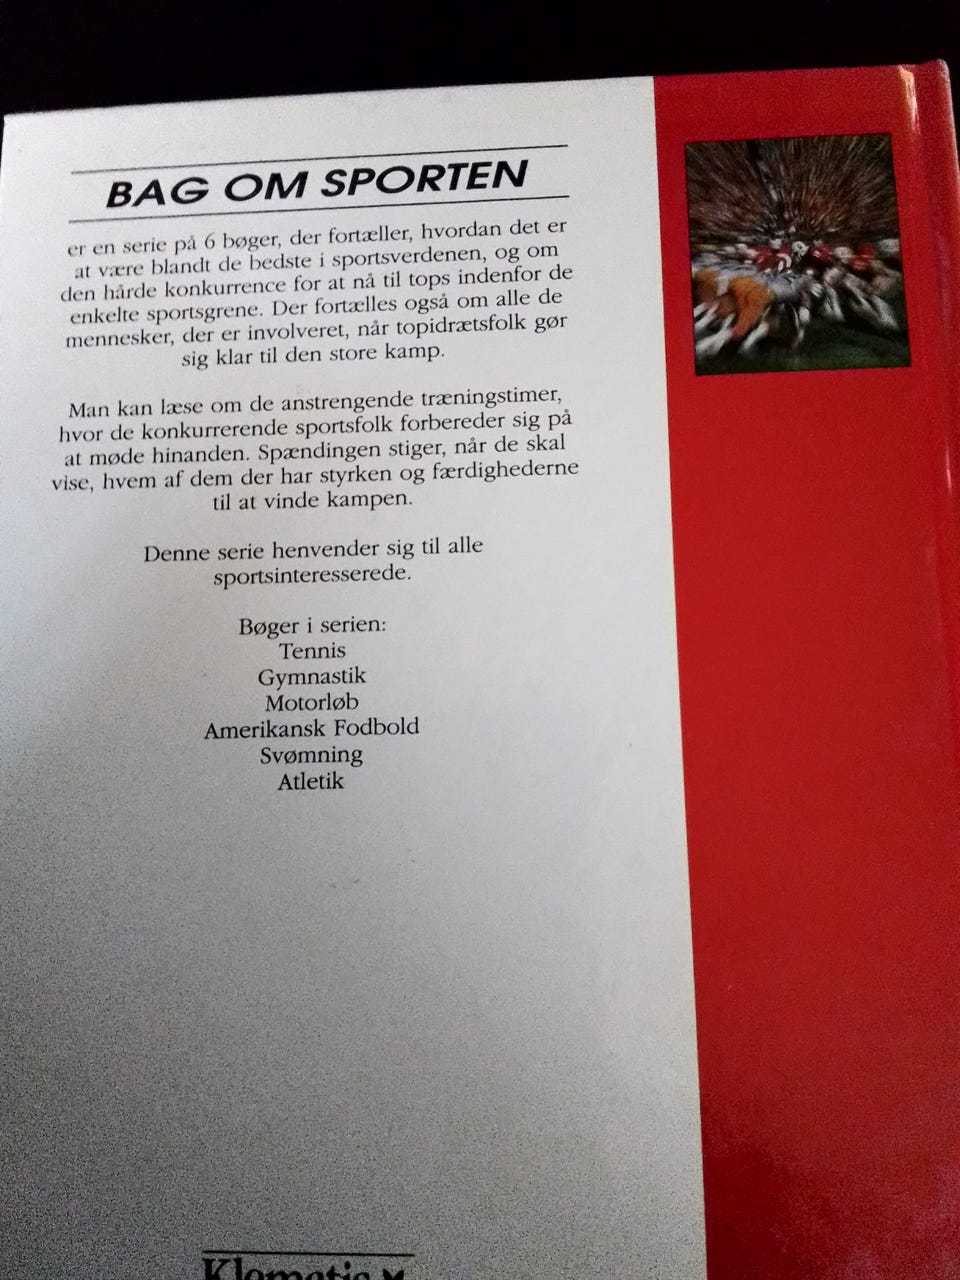 BAG OM SPORTEN
er en serie på 6 bøger, der fortæller, hvordan det er
at være blandt de bedste i sportsverdenen, og om
den hårde konkurrence for at nå til tops indenfor de
enkelte sportsgrene. Der fortælles også om alle de
mennesker, der er involveret, når topidrætsfolk gør
sig klar til den store kamp.
Man kan læse om de anstrengende træningstimer,
hvor de konkurrerende sportsfolk forbereder sig på
at møde hinanden. Spændingen stiger, når de skal
vise, hvem af dem der har styrken og færdighederne
til at vinde kampen.
Denne serie henvender sig til alle
sportsinteresserede.
Bøger i serien:
Tennis
Gymnastik
Motorløb
Amerikansk Fodbold
Svømning
Atletik
Klematis